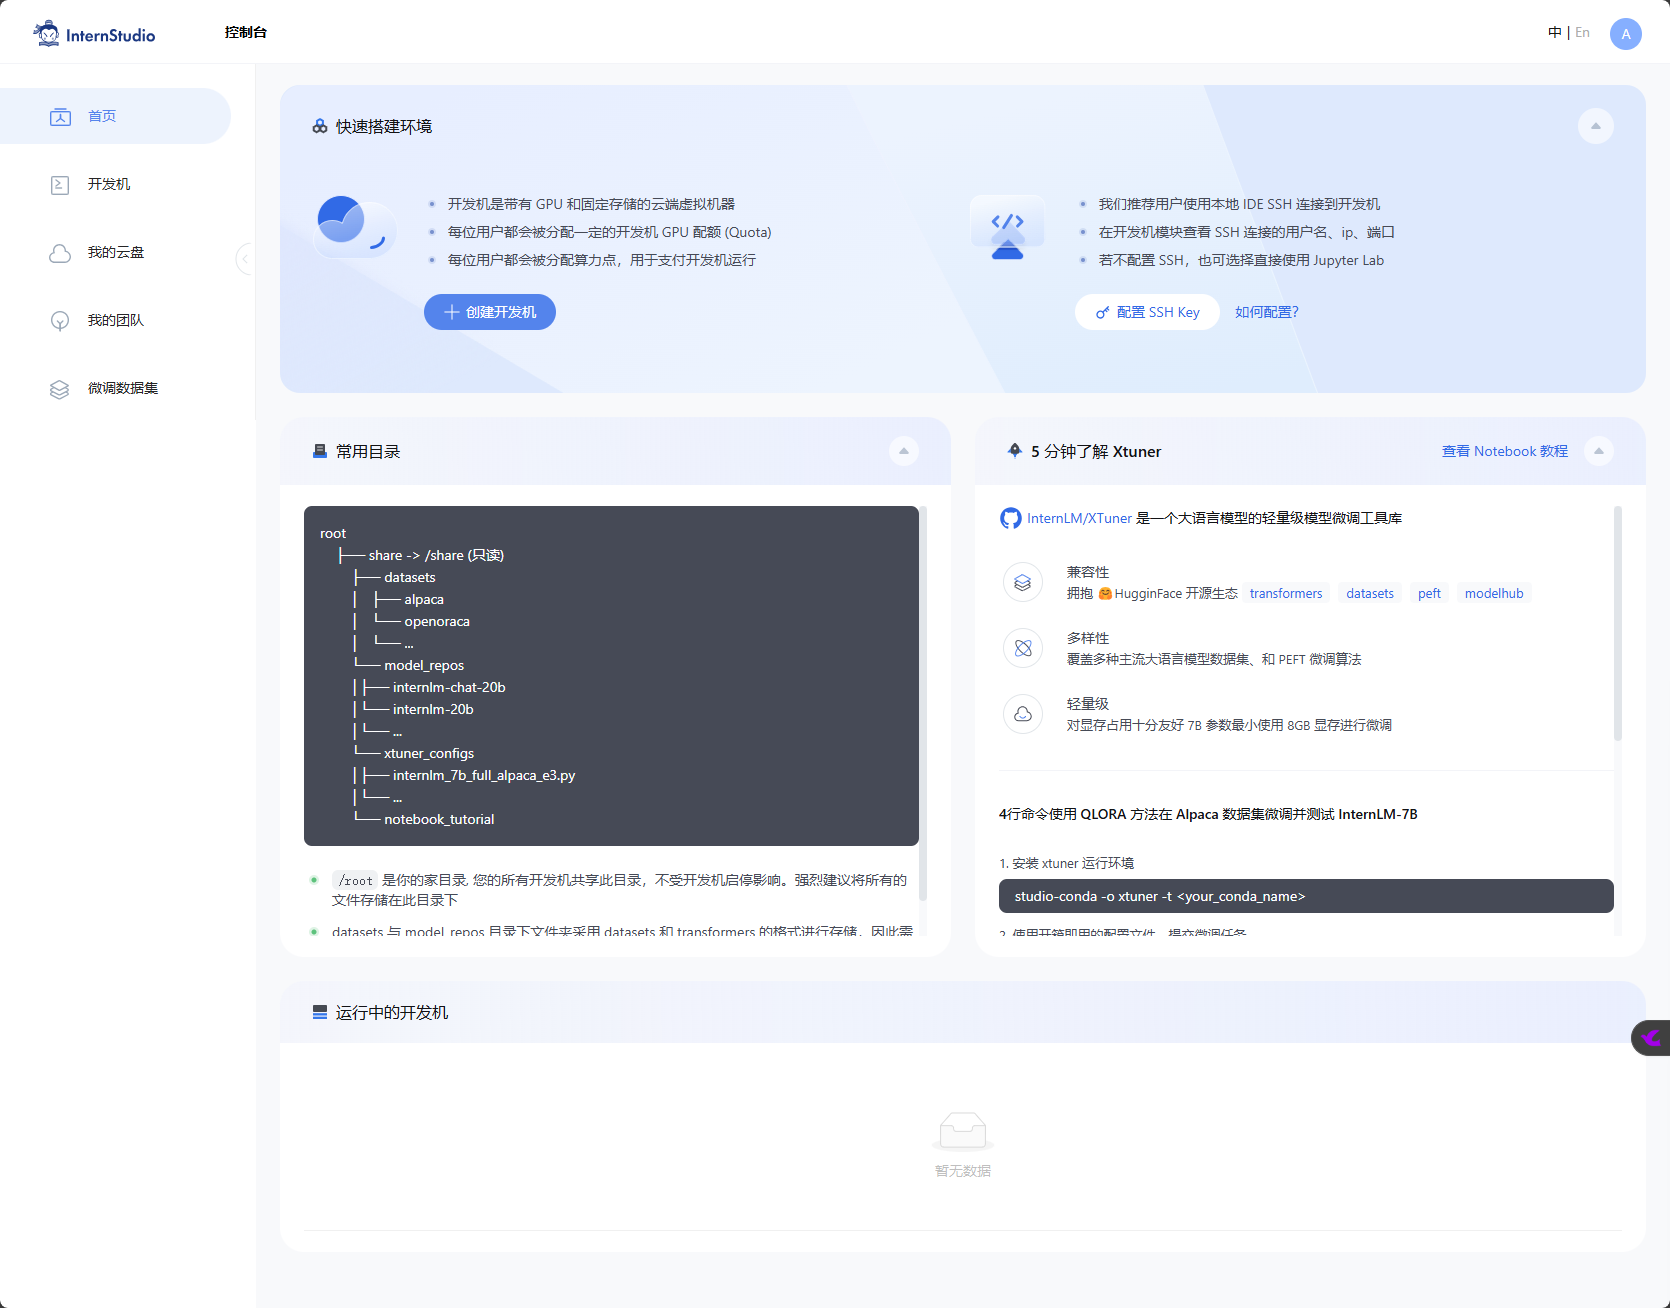 InternStudio
控制台
中 | En
A
首页
开发机
我的云盘
我的团队
微调数据集
快速搭建环境
开发机是带有 GPU 和固定存储的云端虚拟机器
每位用户都会被分配一定的开发机 GPU 配额 (Quota)
每位用户都会被分配算力点，用于支付开发机运行
创建开发机
我们推荐用户使用本地 IDE SSH 连接到开发机
在开发机模块查看 SSH 连接的用户名、ip、端口
若不配置 SSH，也可选择直接使用 Jupyter Lab
配置 SSH Key
如何配置?
常用目录
root
├── share -> /share (只读)
├── datasets
│ ├── alpaca
│ └── openoraca
│ └── ...
└── model_repos
│├── internlm-chat-20b
│└── internlm-20b
│└── ...
└── xtuner_configs
│├── internlm_7b_full_alpaca_e3.py
│└── ...
└── notebook_tutorial
/root 是你的家目录, 您的所有开发机共享此目录，不受开发机启停影响。强烈建议将所有的
文件存储在此目录下
datasets 与 model_repos 目录下文件夹采用 datasets 和 transformers 的格式进行存储，因此需
5 分钟了解 Xtuner
查看 Notebook 教程
InternLM/XTuner 是一个大语言模型的轻量级模型微调工具库
兼容性
拥抱 🤗 HugginFace 开源生态 transformers datasets peft modelhub
多样性
覆盖多种主流大语言模型数据集、和 PEFT 微调算法
轻量级
对显存占用十分友好 7B 参数最小使用 8GB 显存进行微调
4行命令使用 QLORA 方法在 Alpaca 数据集微调并测试 InternLM-7B
1. 安装 xtuner 运行环境
studio-conda -o xtuner -t <your_conda_name>
2. 使用开箱即用的配置文件，提交微调任务
运行中的开发机
暂无数据